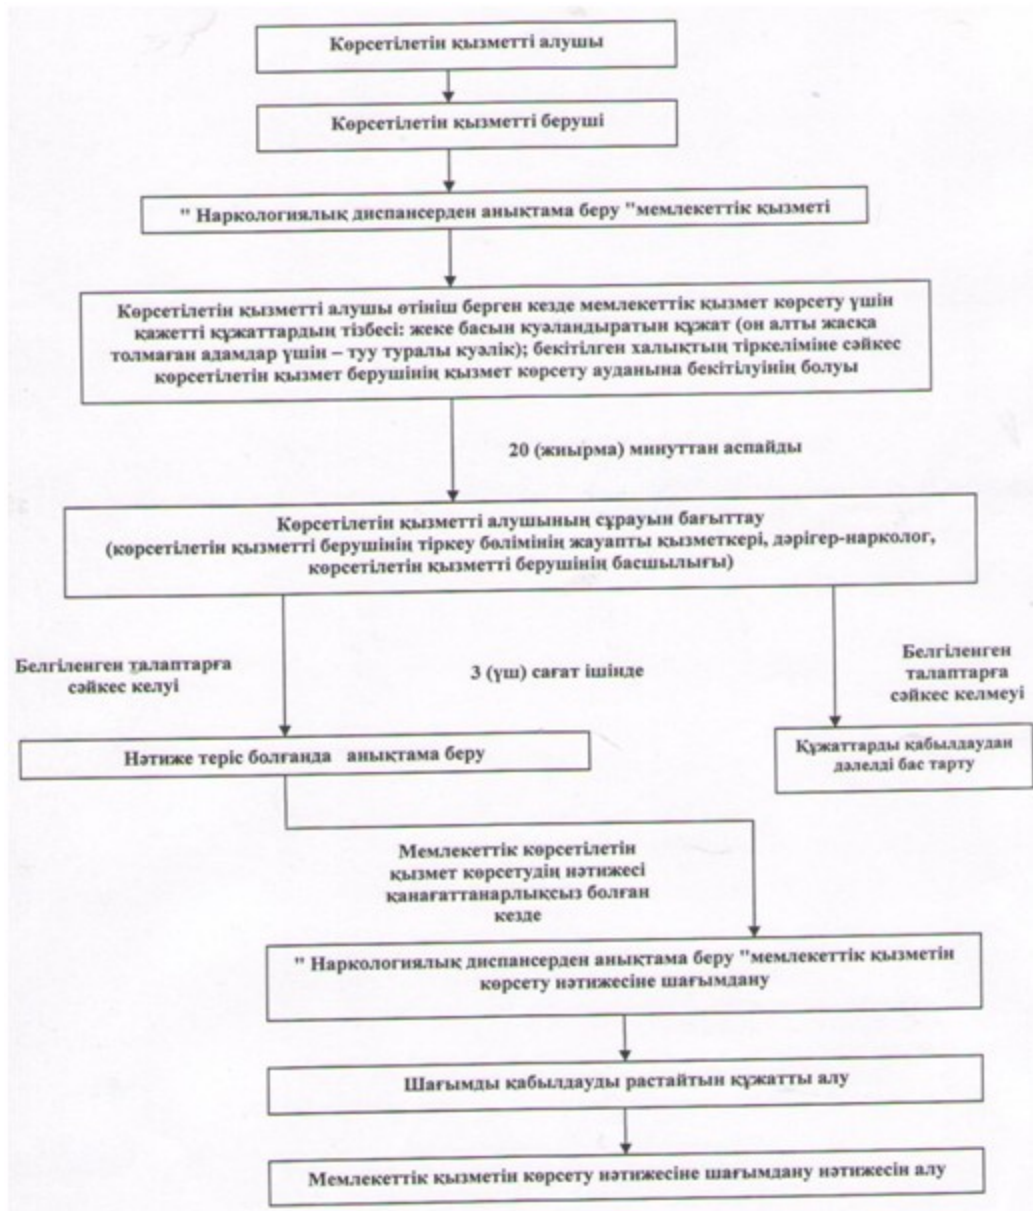 Көрсетілетін қызметті алушы
Көрсетілетін қызметті беруші
" Наркологиялық диспансерден анықтама беру "мемлекеттік қызметі
Көрсетілетін қызметті алушы өтініш берген кезде мемлекеттік қызмет көрсету үшін
қажетті құжаттардың тізбесі: жеке басын куәландыратын құжат (он алты жасқа
толмаған адамдар үшін – туу туралы куәлік); бекітілген халықтың тіркеліміне сәйкес
көрсетілетін қызмет берушінің қызмет көрсету ауданына бекітілуінің болуы
20 (жиырма) минуттан аспайды
Көрсетілетін қызметті алушының сұрауын бағыттау
(көрсетілетін қызметті берушінің тіркеу бөлімінің жауапты қызметкері, дәрігер-нарколог,
көрсетілетін қызметті берушінің басшылығы)
Белгіленген талаптарға
сәйкес келуі
3 (үш) сағат ішінде
Белгіленген
талаптарға
сәйкес келмеуі
Нәтиже теріс болғанда анықтама беру
Құжаттарды қабылдаудан
дәлелді бас тарту
Мемлекеттік көрсетілетін
қызмет көрсетудің нәтижесі
қанағаттанарлықсыз болған
кезде
" Наркологиялық диспансерден анықтама беру "мемлекеттік қызметін
көрсету нәтижесіне шағымдану
Шағымды қабылдауды растайтын құжатты алу
Мемлекеттік қызметін көрсету нәтижесіне шағымдану нәтижесін алу